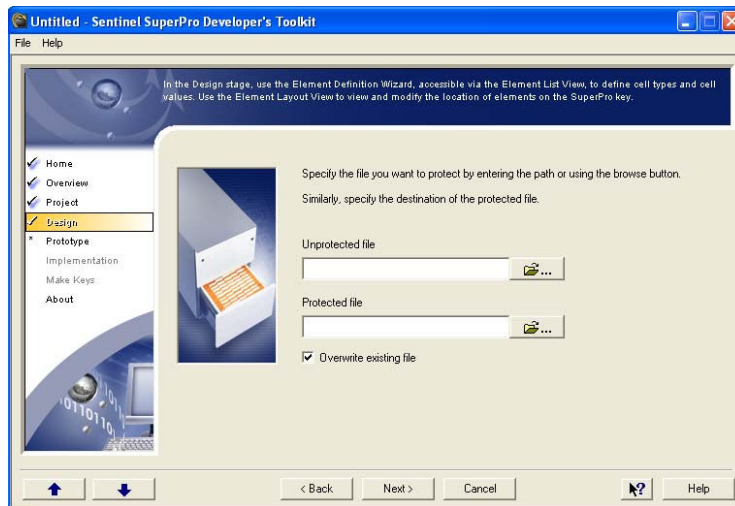 Untitled - Sentinel SuperPro Developer's Toolkit
File Help
In the Design stage, use the Element Definition Wizard, accessible via the Element List View, to define cell types and cell
values. Use the Element Layout View to view and modify the location of elements on the SuperPro key.
Home
Overview
Project
Design
* Prototype
Implementation
Make Keys
About
Specify the file you want to protect by entering the path or using the browse button.
Similarly, specify the destination of the protected file.
Unprotected file
...
Protected file
...
Overwrite existing file
< Back
Next >
Cancel
?
Help